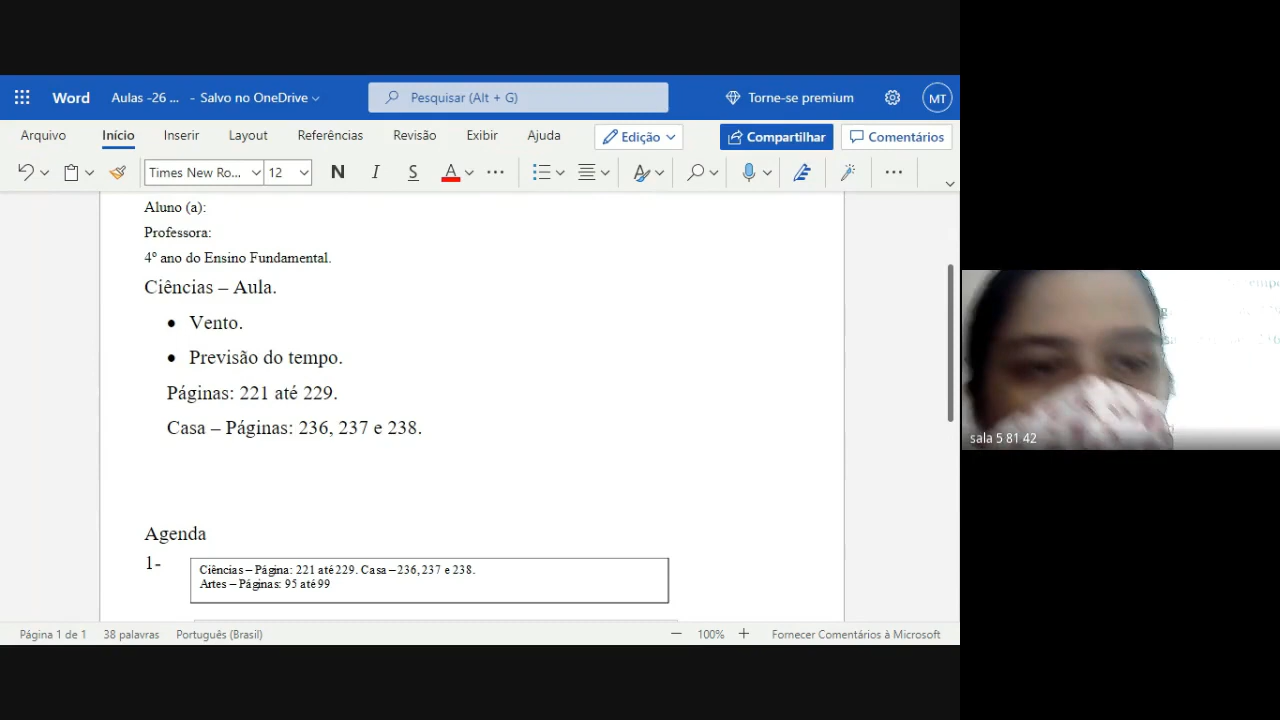 Word Aulas -26 ... - Salvo no OneDrive Pesquisar (Alt + G) Torne-se premium MT
Arquivo Início Inserir Layout Referências Revisão Exibir Ajuda Edição Compartilhar Comentários
Times New Ro... 12 N I S A ... ...
Aluno (a):
Professora:
4º ano do Ensino Fundamental.
Ciências – Aula.
• Vento.
• Previsão do tempo.
Páginas: 221 até 229.
Casa – Páginas: 236, 237 e 238.
Agenda
1-
Ciências – Página: 221 até 229. Casa – 236, 237 e 238.
Artes – Páginas: 95 até 99
Página 1 de 1 38 palavras Português (Brasil) 100% Fornecer Comentários à Microsoft
sala 5 81 42